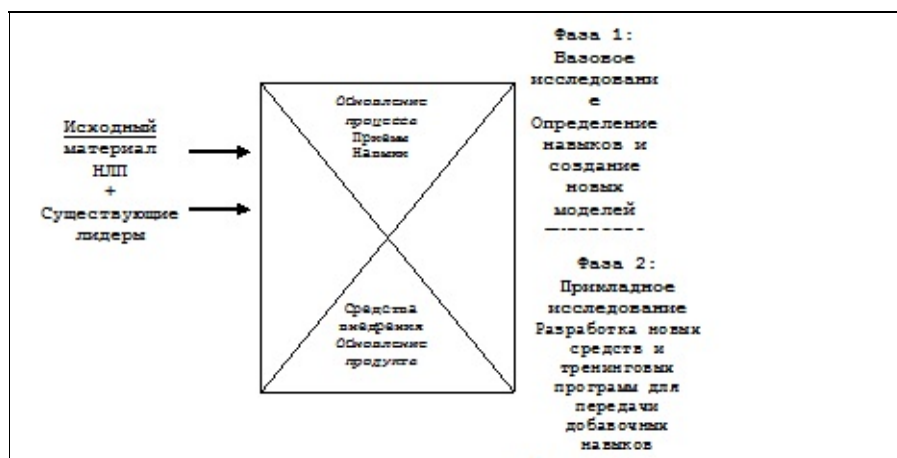 Исходный
материал
НЛП
+
Существующие
лидеры
Обновление
процесса
Приемы
Навыки
Средства
внедрения
Обновление
продукта
Фаза 1:
Базовое
исследовани
е
Определение
навыков и
создание
новых
моделей
Фаза 2:
Прикладное
исследование
Разработка новых
средств и
тренинговых
программ для
передачи
добавочных
навыков